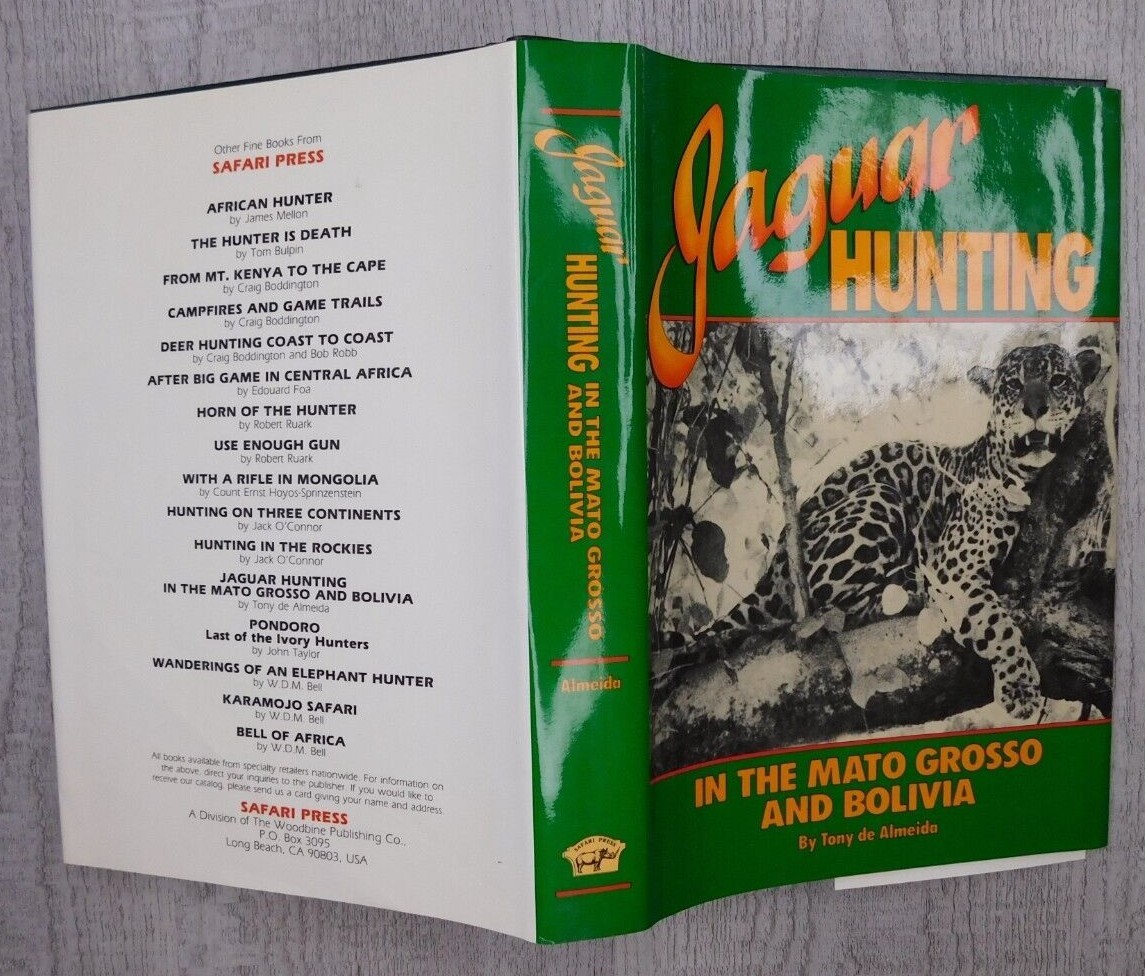 Other Fine Books From
SAFARI PRESS
AFRICAN HUNTER
by James Mellon
THE HUNTER IS DEATH
by Tom Bulpin
FROM MT. KENYA TO THE CAPE
by Craig Boddington
CAMPFIRES AND GAME TRAILS
by Craig Boddington
DEER HUNTING COAST TO COAST
by Craig Boddington and Bob Robb
AFTER BIG GAME IN CENTRAL AFRICA
by Edouard Foa
HORN OF THE HUNTER
by Robert Ruark
USE ENOUGH GUN
by Robert Ruark
WITH A RIFLE IN MONGOLIA
by Count Ernst Hoyos-Sprinzenstein
HUNTING ON THREE CONTINENTS
by Jack O'Connor
HUNTING IN THE ROCKIES
by Jack O'Connor
JAGUAR HUNTING
IN THE MATO GROSSO AND BOLIVIA
by Tony de Almeida
PONDORO
Last of the Ivory Hunters
by John Taylor
WANDERINGS OF AN ELEPHANT HUNTER
by W.D.M. Bell
KARAMOJO SAFARI
by W.D.M. Bell
BELL OF AFRICA
by W.D.M. Bell
All books available from specialty retailers nationwide. For information on
the above, direct your inquiries to the publisher. If you would like to
receive our catalog, please send us a card giving your name and address.
SAFARI PRESS
A Division of The Woodbine Publishing Co.,
P.O. Box 3095
Long Beach, CA 90803, USA
Jaguar
HUNTING
IN THE MATO GROSSO
AND BOLIVIA
Almeida
SAFARI PRESS
Jaguar
HUNTING
IN THE MATO GROSSO
AND BOLIVIA
By Tony de Almeida